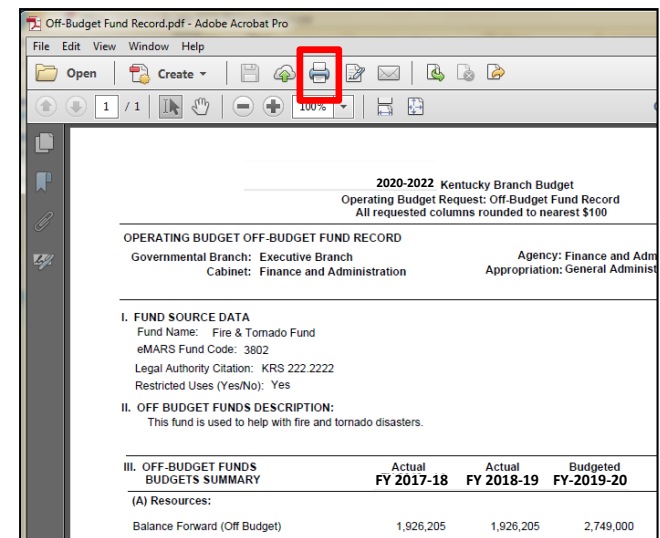 Off-Budget Fund Record.pdf - Adobe Acrobat Pro
File Edit View Window Help
Open Create
1 / 1 100%
2020-2022 Kentucky Branch Budget
Operating Budget Request: Off-Budget Fund Record
All requested columns rounded to nearest $100
OPERATING BUDGET OFF-BUDGET FUND RECORD
Governmental Branch: Executive Branch Agency: Finance and Adm
Cabinet: Finance and Administration Appropriation: General Administ
I. FUND SOURCE DATA
Fund Name: Fire & Tornado Fund
eMARS Fund Code: 3802
Legal Authority Citation: KRS 222.2222
Restricted Uses (Yes/No): Yes
II. OFF BUDGET FUNDS DESCRIPTION:
This fund is used to help with fire and tornado disasters.
III. OFF-BUDGET FUNDS Actual Actual Budgeted
BUDGETS SUMMARY FY 2017-18 FY 2018-19 FY-2019-20
(A) Resources:
Balance Forward (Off Budget) 1,926,205 1,926,205 2,749,000